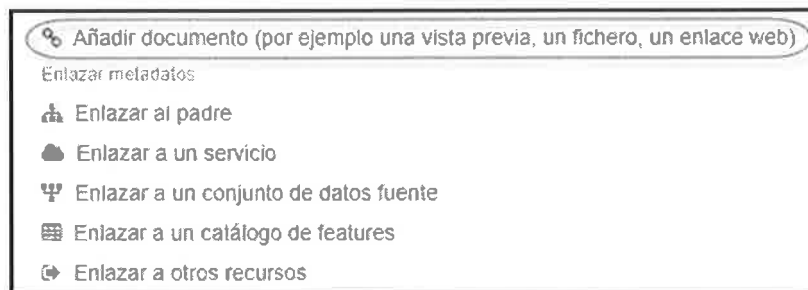 Añadir documento (por ejemplo una vista previa, un fichero, un enlace web)
Enlazar metadatos
Enlazar al padre
Enlazar a un servicio
Enlazar a un conjunto de datos fuente
Enlazar a un catálogo de features
Enlazar a otros recursos